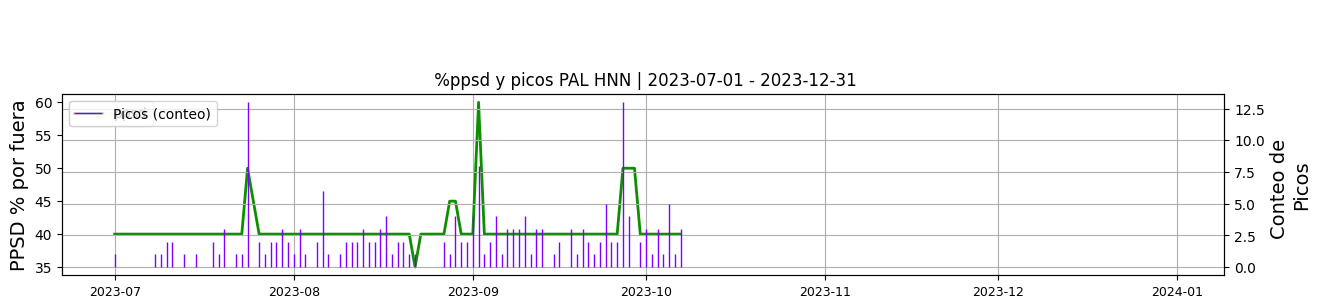 %ppsd y picos PAL HNN | 2023-07-01 - 2023-12-31
PPSD % por fuera
60
55
50
45
40
35
Picos (conteo)
12.5
10.0
7.5
5.0
2.5
0.0
Conteo de
Picos
2023-07 2023-08 2023-09 2023-10 2023-11 2023-12 2024-01